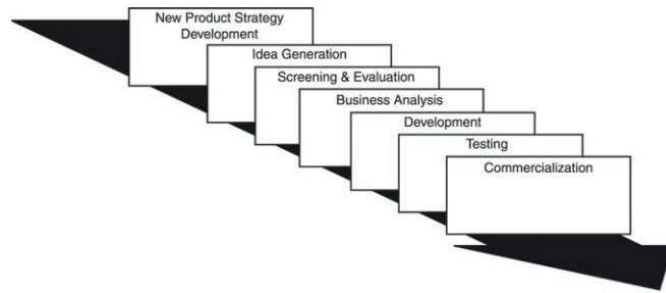 New Product Strategy
Development
Idea Generation
Screening & Evaluation
Business Analysis
Development
Testing
Commercialization